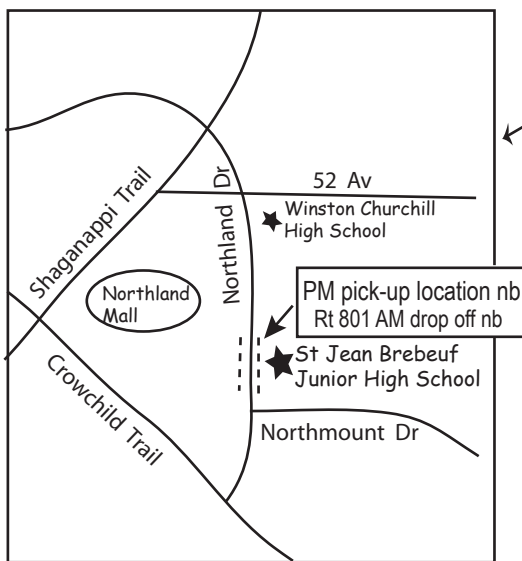 52 Av
Shaganappi Trail
Northland Dr
Winston Churchill
High School
Northland
Mall
PM pick-up location nb
Rt 801 AM drop off nb
St Jean Brebeuf
Junior High School
Crowchild Trail
Northmount Dr